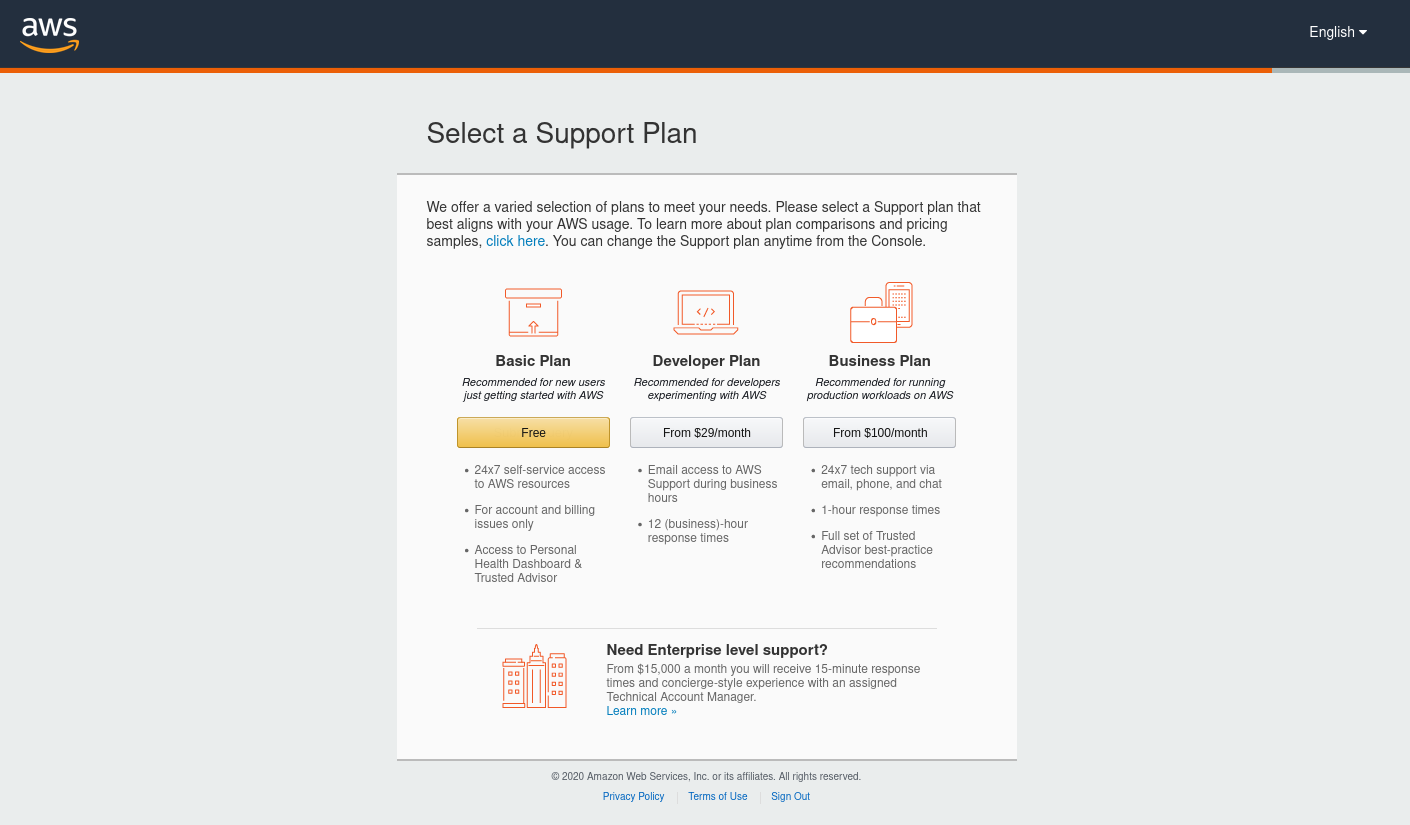 aws
English
Select a Support Plan
We offer a varied selection of plans to meet your needs. Please select a Support plan that
best aligns with your AWS usage. To learn more about plan comparisons and pricing
samples, click here. You can change the Support plan anytime from the Console.
</>
Basic Plan
Recommended for new users
just getting started with AWS
Free
• 24x7 self-service access
to AWS resources
• For account and billing
issues only
• Access to Personal
Health Dashboard &
Trusted Advisor
Developer Plan
Recommended for developers
experimenting with AWS
From $29/month
• Email access to AWS
Support during business
hours
• 12 (business)-hour
response times
Business Plan
Recommended for running
production workloads on AWS
From $100/month
• 24x7 tech support via
email, phone, and chat
• 1-hour response times
• Full set of Trusted
Advisor best-practice
recommendations
Need Enterprise level support?
From $15,000 a month you will receive 15-minute response
times and concierge-style experience with an assigned
Technical Account Manager.
Learn more »
© 2020 Amazon Web Services, Inc. or its affiliates. All rights reserved.
Privacy Policy | Terms of Use | Sign Out